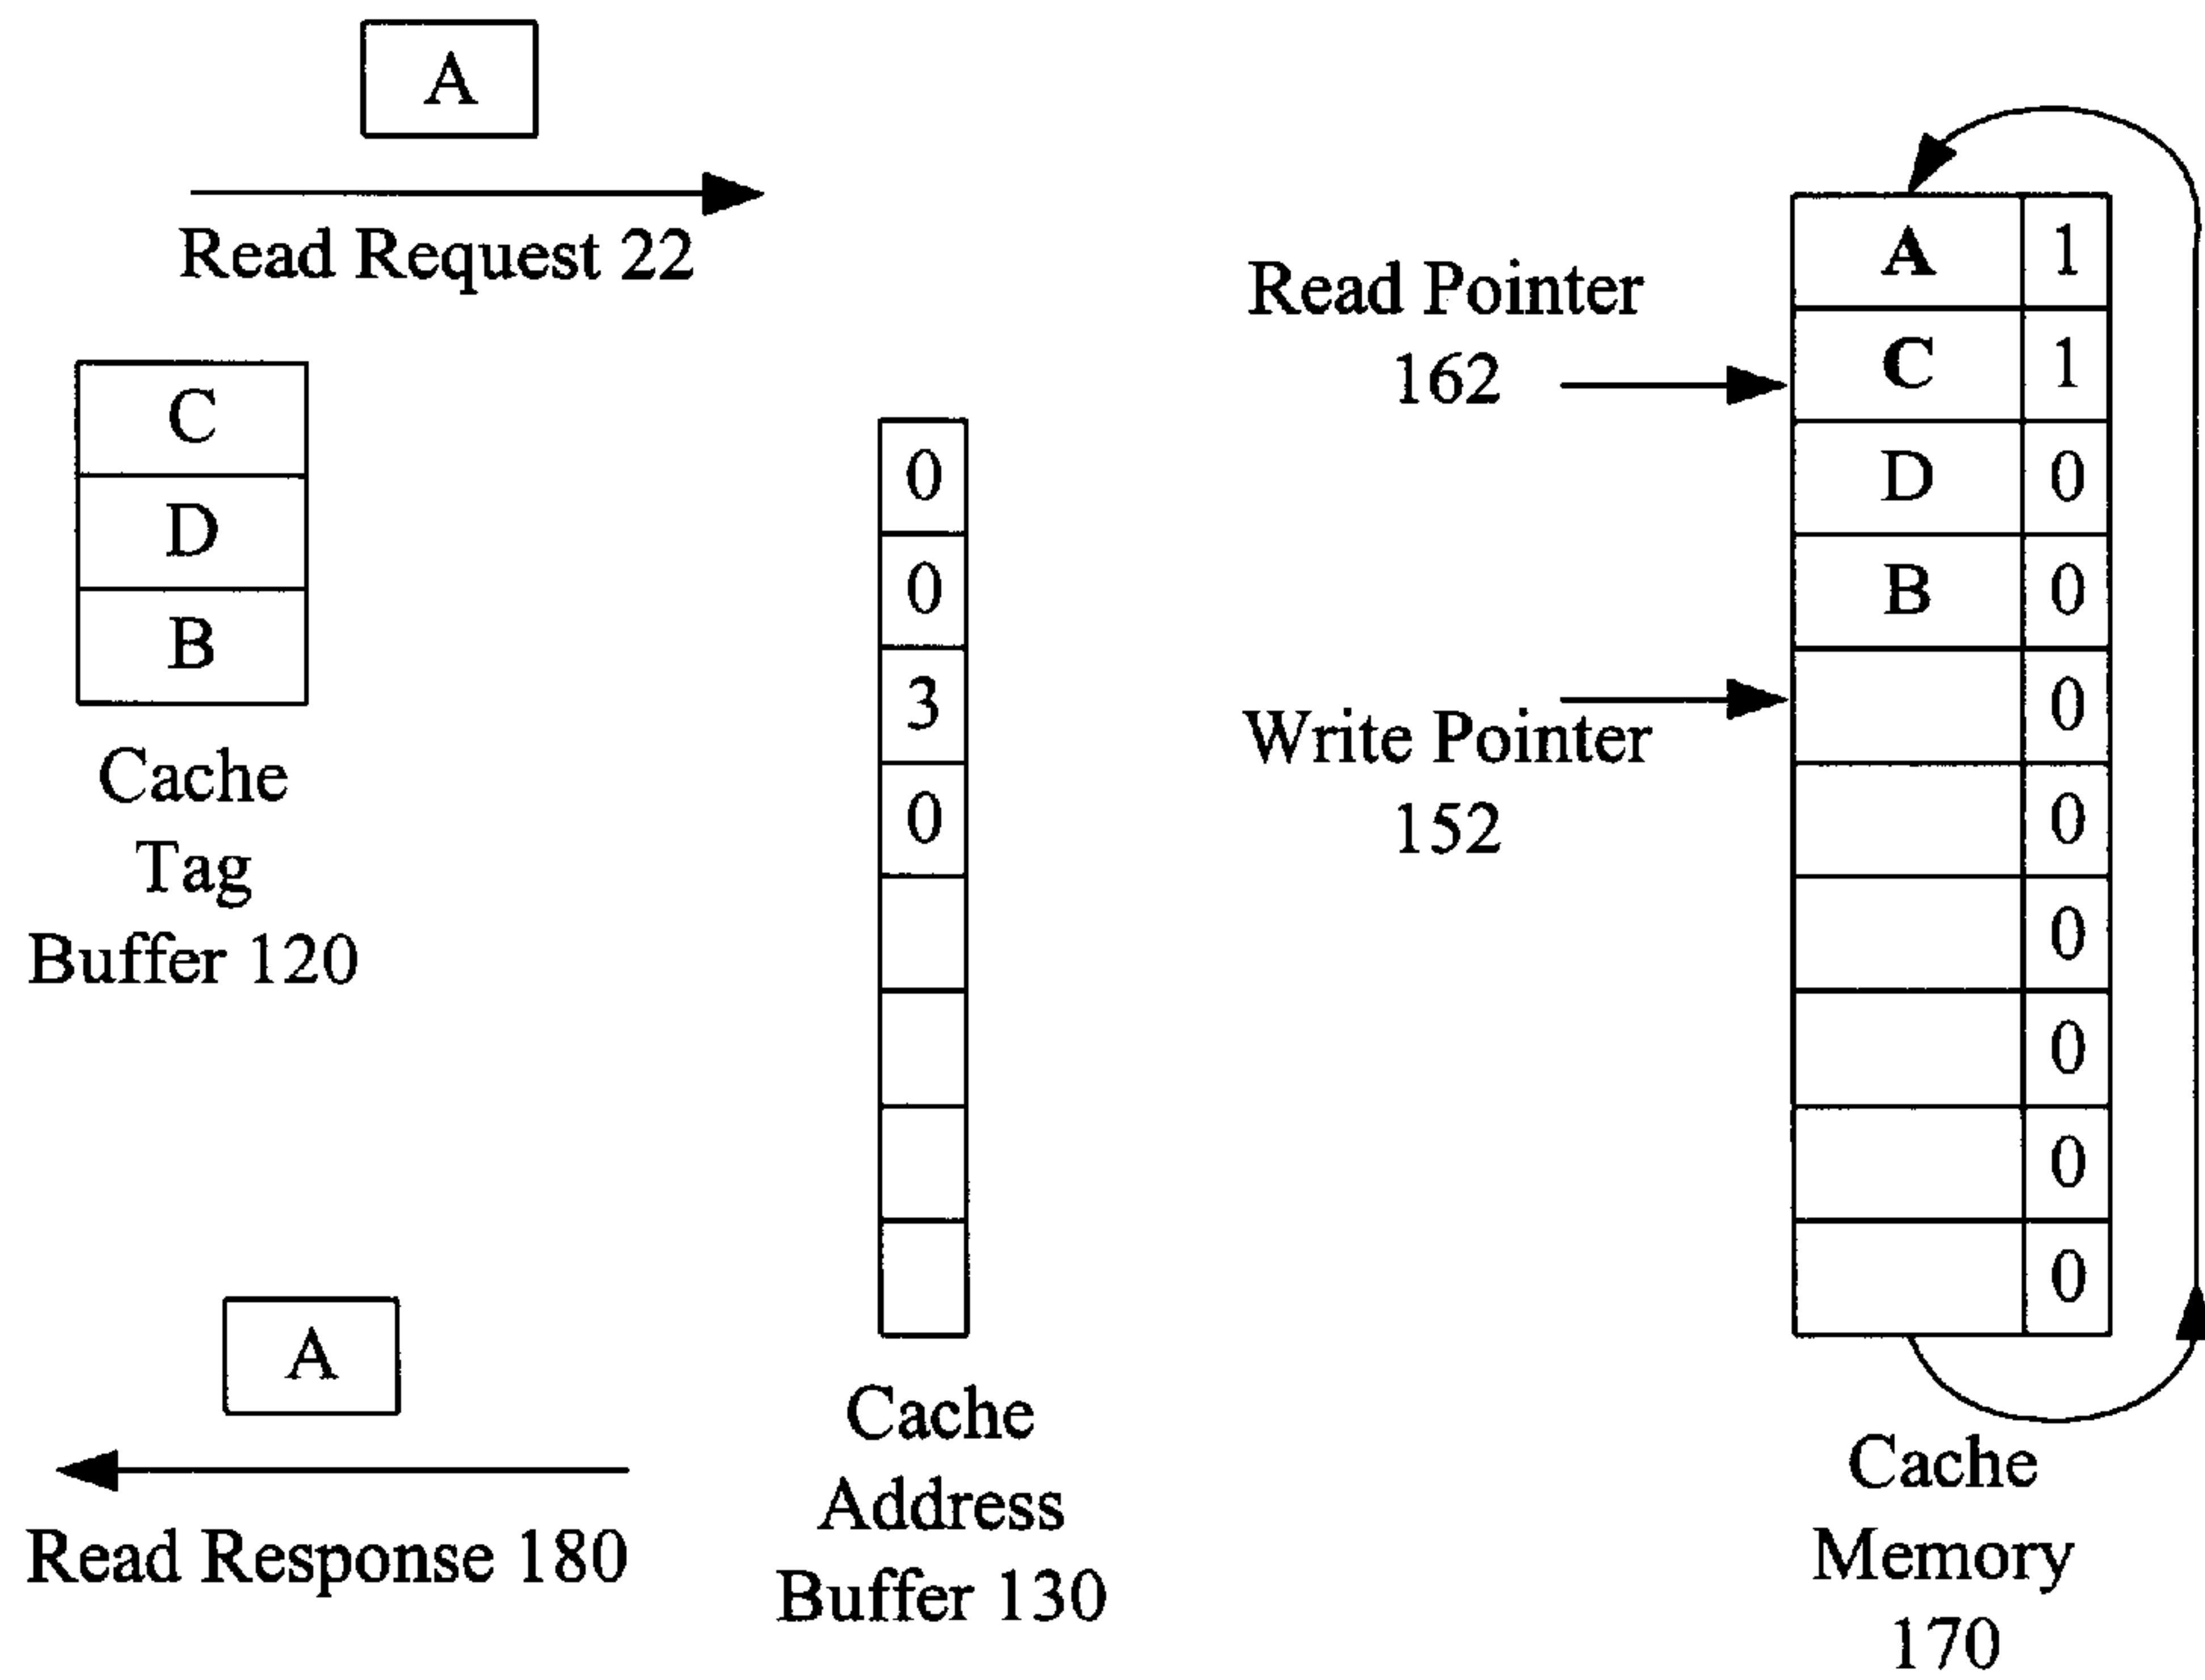 A
Read Request 22
C
D
B
Cache
Tag
Buffer 120
A
Read Response 180
0
0
3
0
Cache
Address
Buffer 130
Read Pointer
162
Write Pointer
152
A 1
C 1
D 0
B 0
0
0
0
0
0
0
Cache
Memory
170